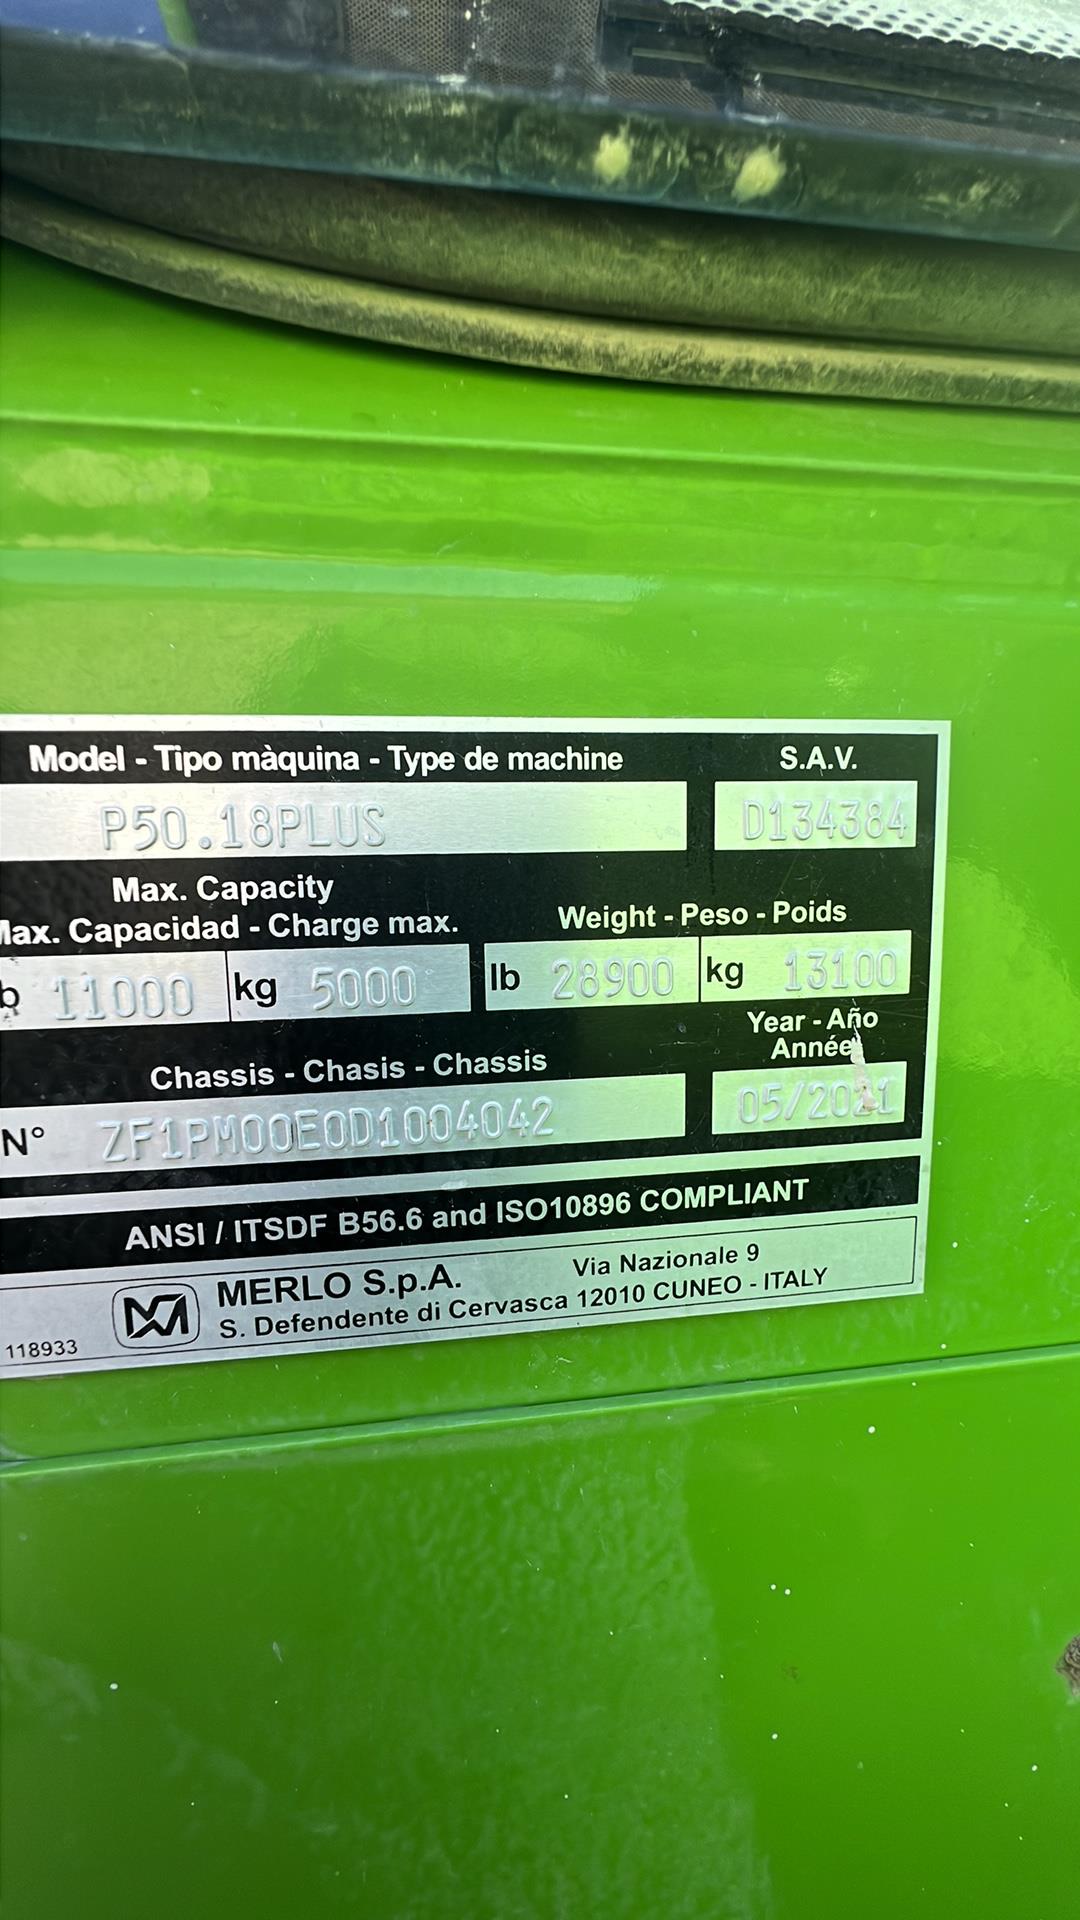 Model - Tipo màquina - Type de machine
S.A.V.
P50.18PLUS
D134384
Max. Capacity
Max. Capacidad - Charge max.
Weight - Peso - Poids
11000 kg 5000
lb 28900 kg 13100
Year - Año
Année
Chassis - Chasis - Chassis
N° ZF1PM00E0D1004042
05/2021
ANSI / ITSDF B56.6 and ISO10896 COMPLIANT
MERLO S.p.A.
Via Nazionale 9
S. Defendente di Cervasca 12010 CUNEO - ITALY
118933